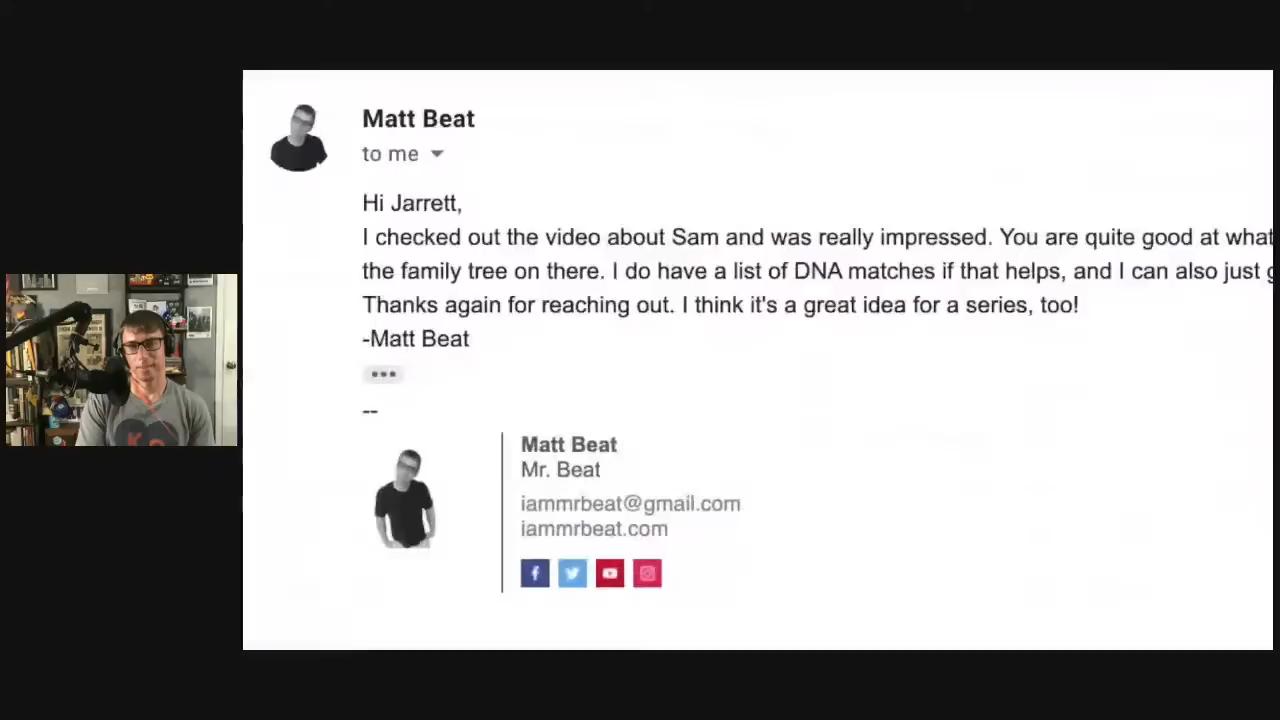 Matt Beat
to me
Hi Jarrett,
I checked out the video about Sam and was really impressed. You are quite good at what
the family tree on there. I do have a list of DNA matches if that helps, and I can also just
Thanks again for reaching out. I think it's a great idea for a series, too!
-Matt Beat
--
Matt Beat
Mr. Beat
iammrbeat@gmail.com
iammrbeat.com